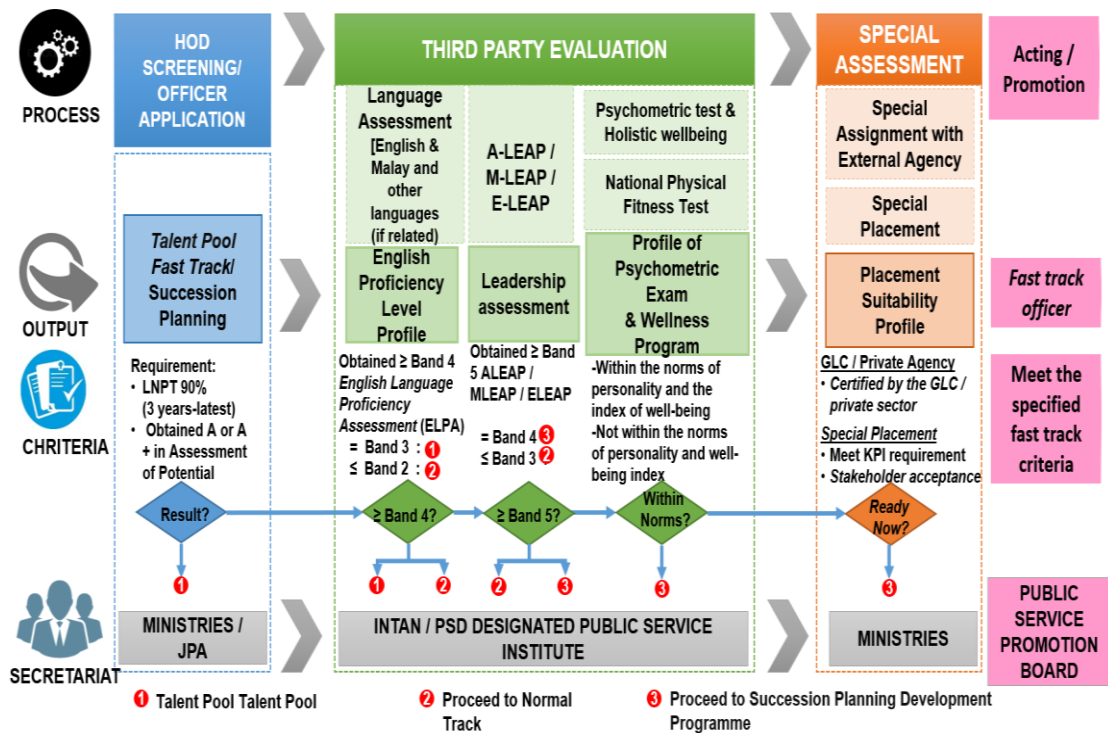 PROCESS
HOD
SCREENING/
OFFICER
APPLICATION
THIRD PARTY EVALUATION
SPECIAL
ASSESSMENT
Acting /
Promotion
Language
Assessment
[English &
Malay and
other
languages
(if related)
A-LEAP /
M-LEAP /
E-LEAP
Psychometric test &
Holistic wellbeing
National Physical
Fitness Test
Special
Assignment with
External Agency
Special
Placement
OUTPUT
Talent Pool
Fast Track/
Succession
Planning
English
Proficiency
Level
Profile
Leadership
assessment
Profile of
Psychometric
Exam
& Wellness
Program
Placement
Suitability
Profile
Fast track
officer
CHRITERIA
Requirement:
• LNPT 90%
(3 years-latest)
• Obtained A or A
+ in Assessment
of Potential
Obtained ≥ Band 4
English Language
Proficiency
Assessment (ELPA)
= Band 3 : 1
≤ Band 2 : 2
Obtained ≥ Band
5 ALEAP /
MLEAP / ELEAP
= Band 4 3
≤ Band 3 : 2
-Within the norms
of personality and the
index of well-being
-Not within the norms
of personality and well-
being index
GLC / Private Agency
• Certified by the GLC /
private sector
Special Placement
• Meet KPI requirement
• Stakeholder acceptance
Meet the
specified
fast track
criteria
Result?
≥ Band 4?
≥ Band 5?
Within
Norms?
Ready
Now?
1
1
2
2
3
3
3
SECRETARIAT
MINISTRIES /
JPA
INTAN / PSD DESIGNATED PUBLIC SERVICE
INSTITUTE
MINISTRIES
PUBLIC
SERVICE
PROMOTION
BOARD
1 Talent Pool Talent Pool
2 Proceed to Normal
Track
3 Proceed to Succession Planning Development
Programme